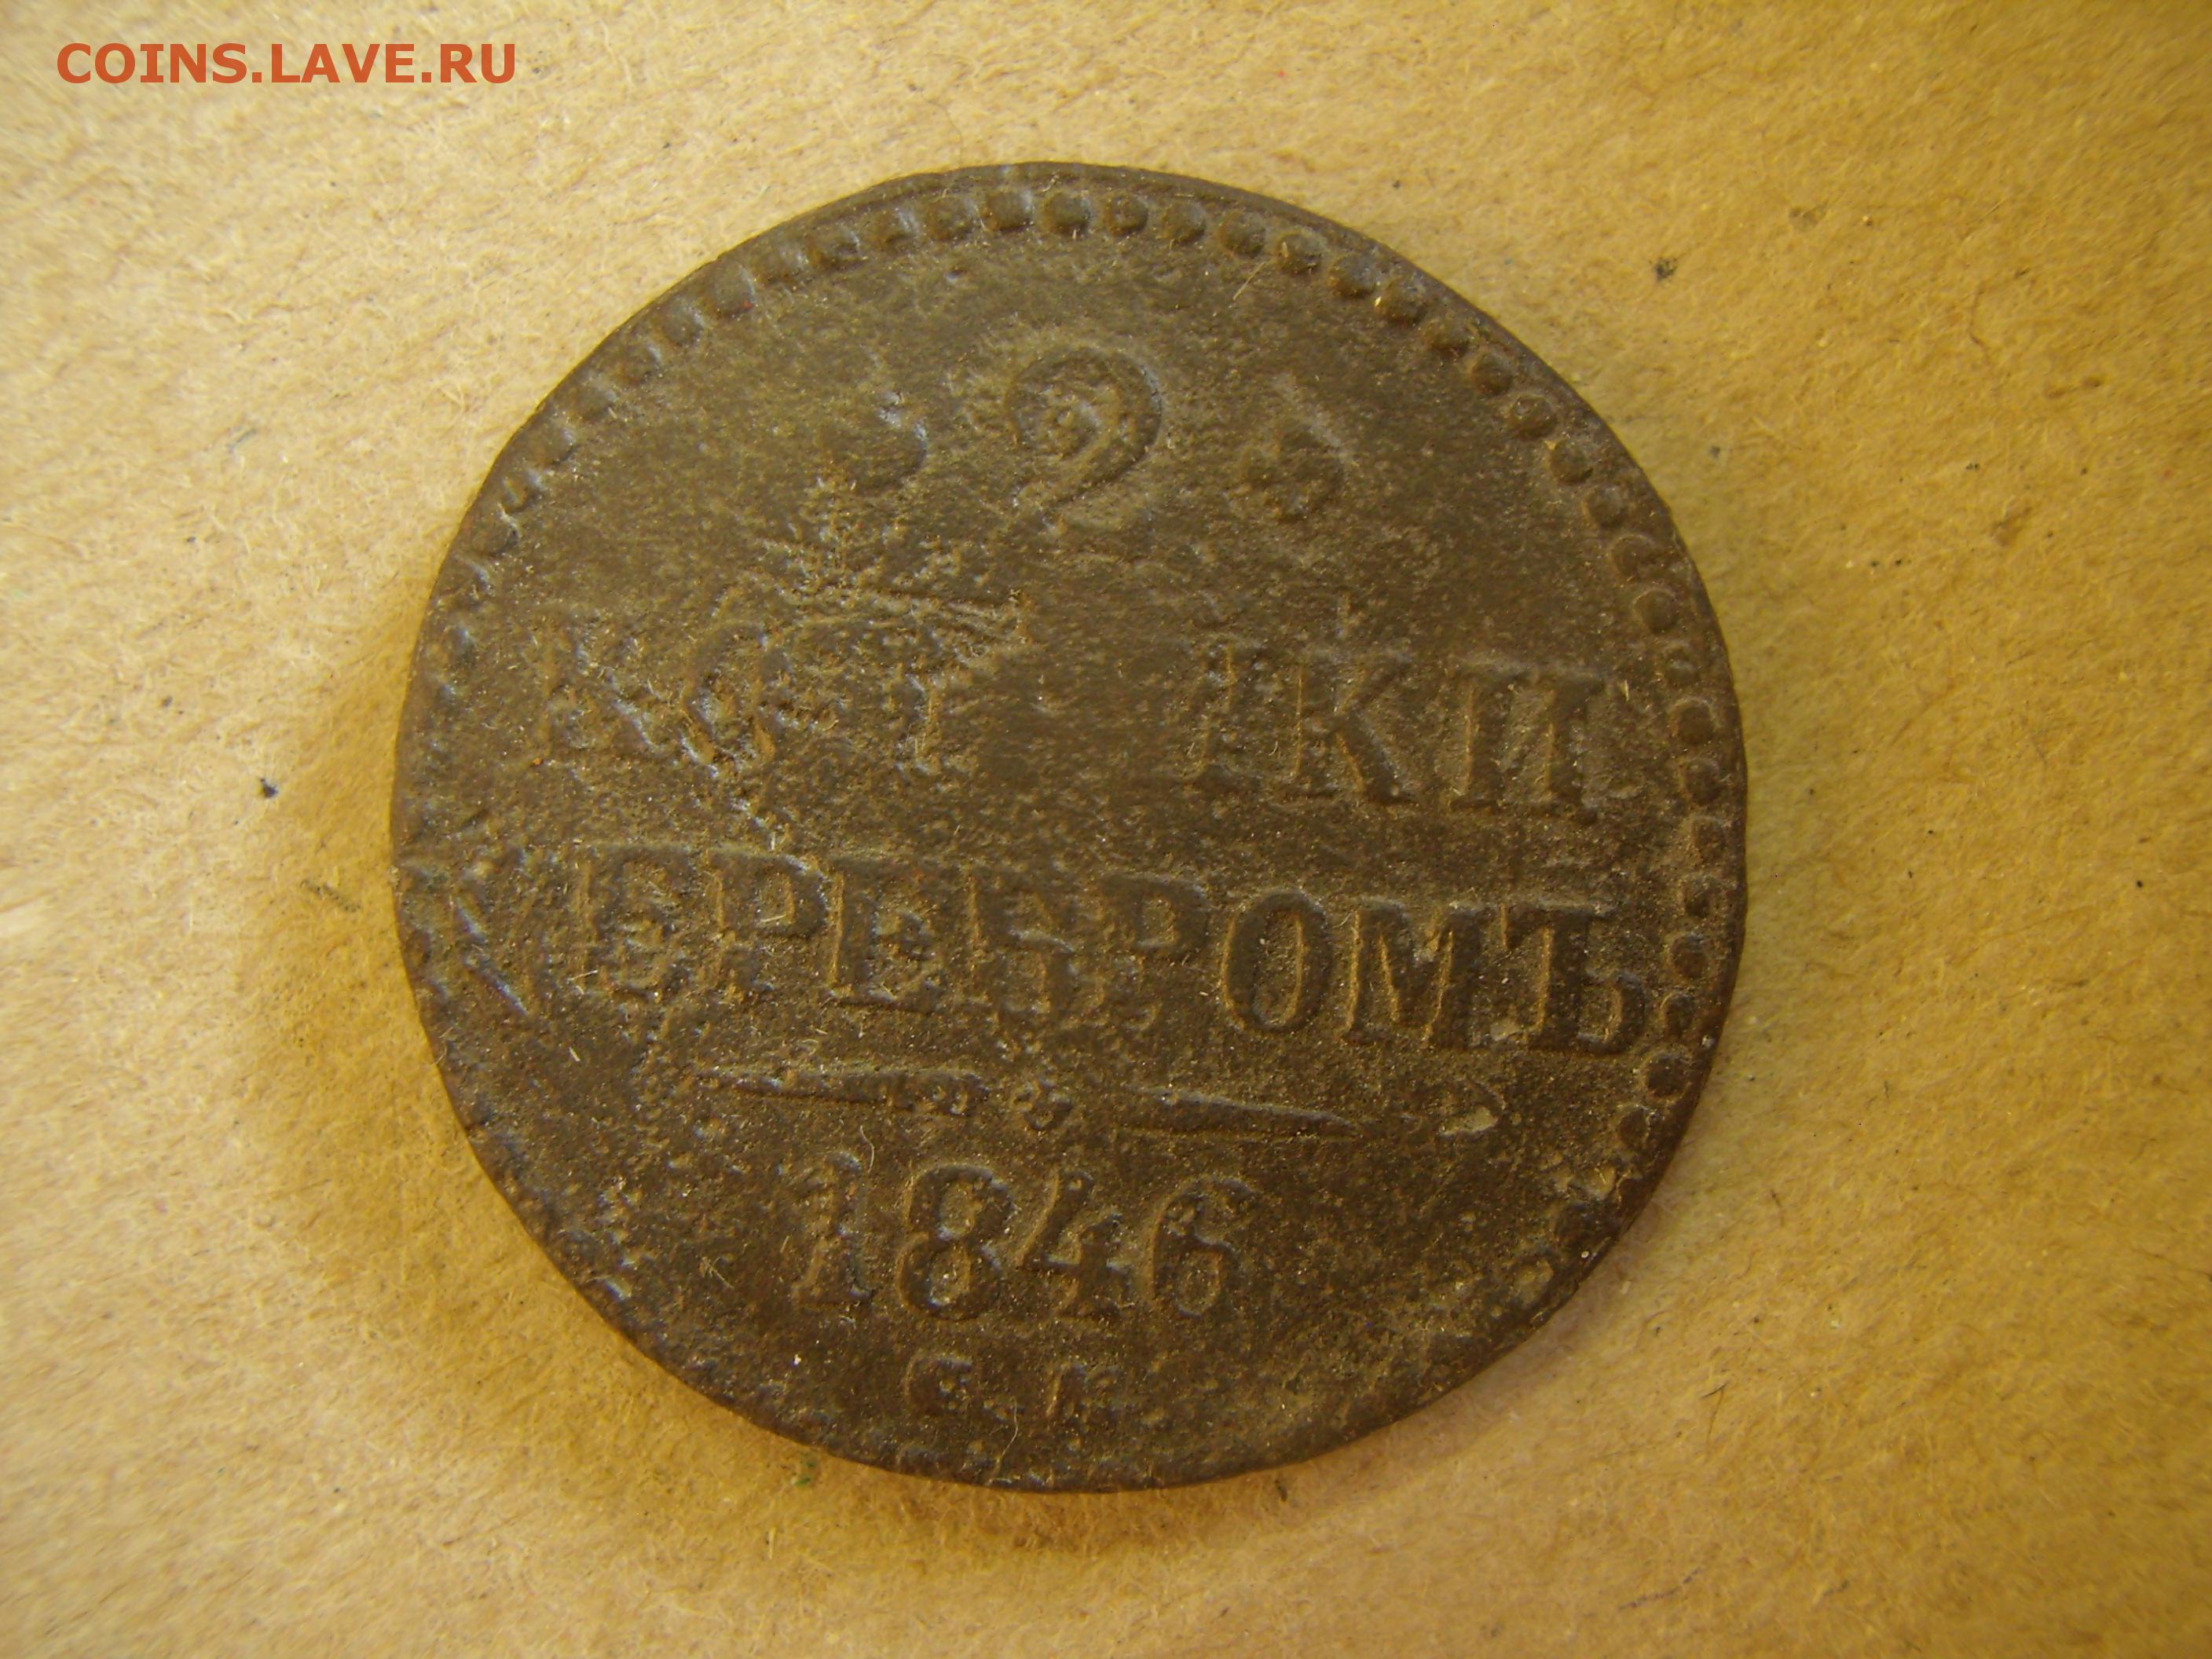 COINS.LAVE.RU
2
КОПѢЙКИ
СЕРЕБРОМЪ
1846
С.М.